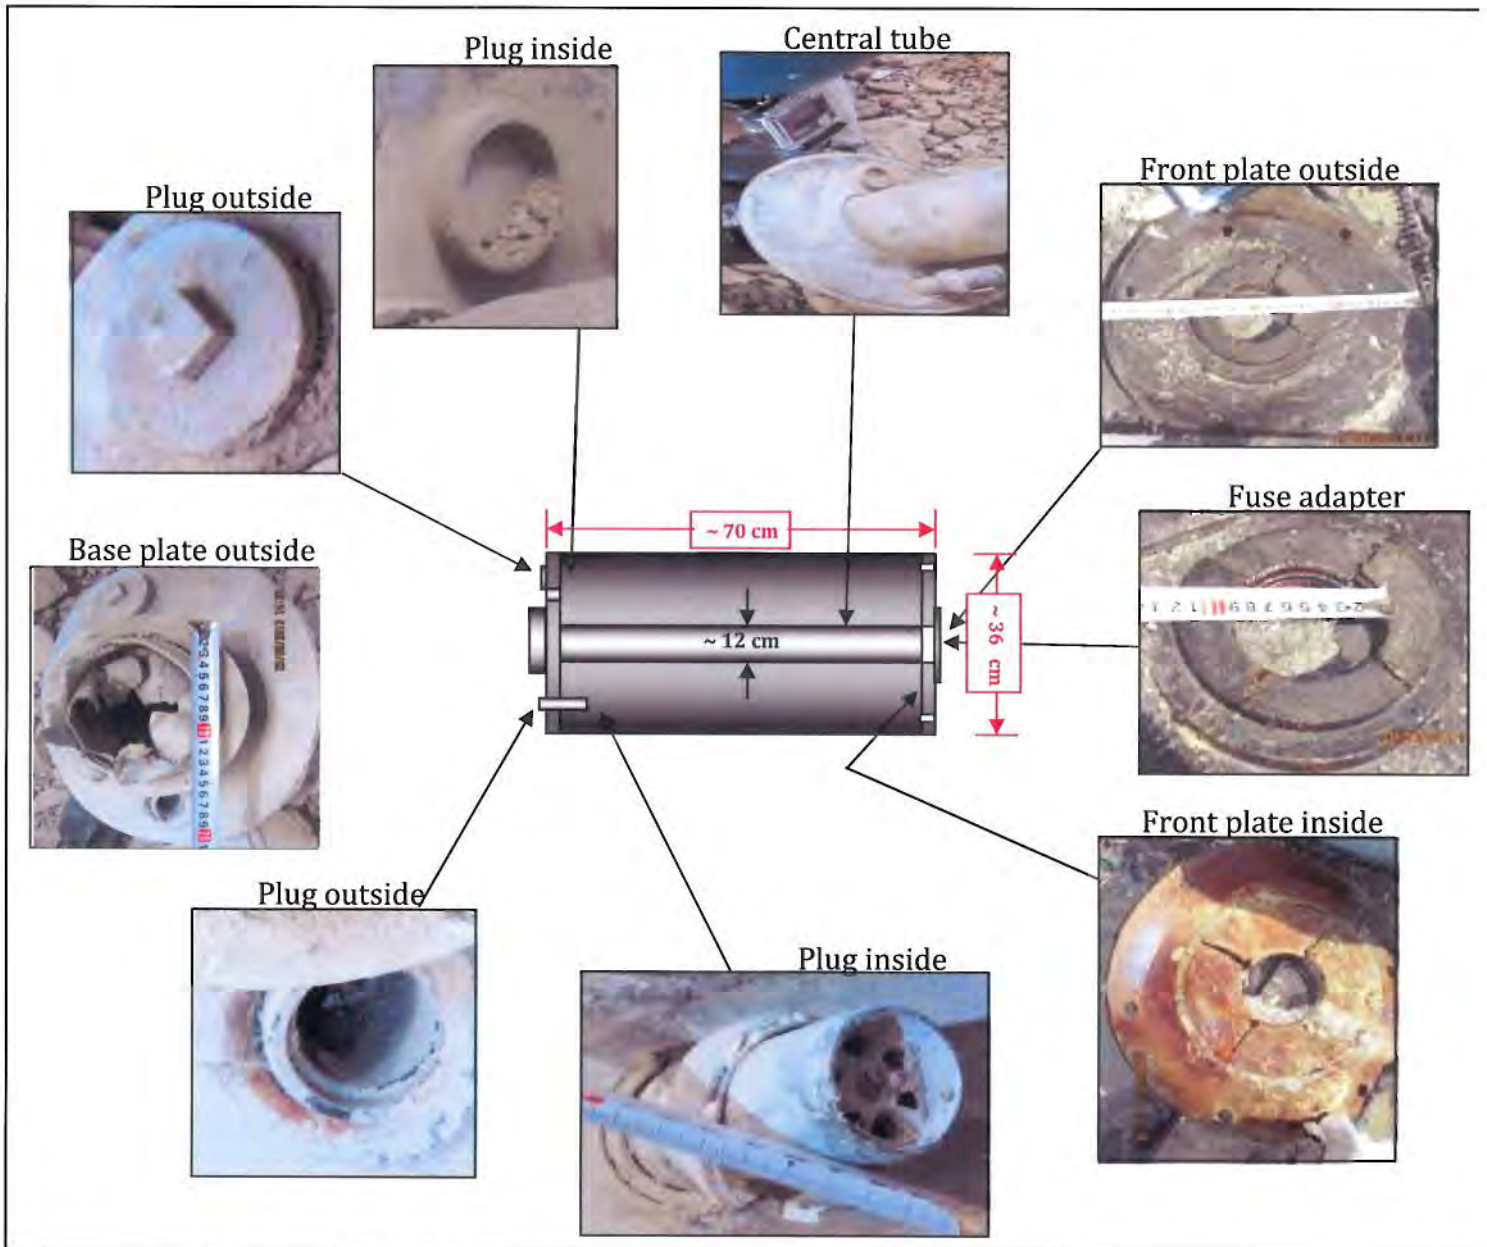 Plug inside
Central tube
Plug outside
Front plate outside
Fuse adapter
Base plate outside
~ 70 cm
~ 12 cm
~ 36 cm
Front plate inside
Plug outside
Plug inside